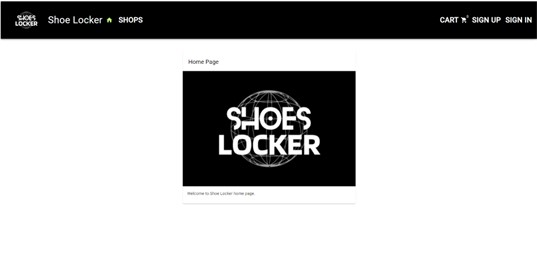 SHOES
LOCKER
Shoe Locker
SHOPS
CART
SIGN UP
SIGN IN
Home Page
SHOES
LOCKER
Welcome to Shoe Locker home page